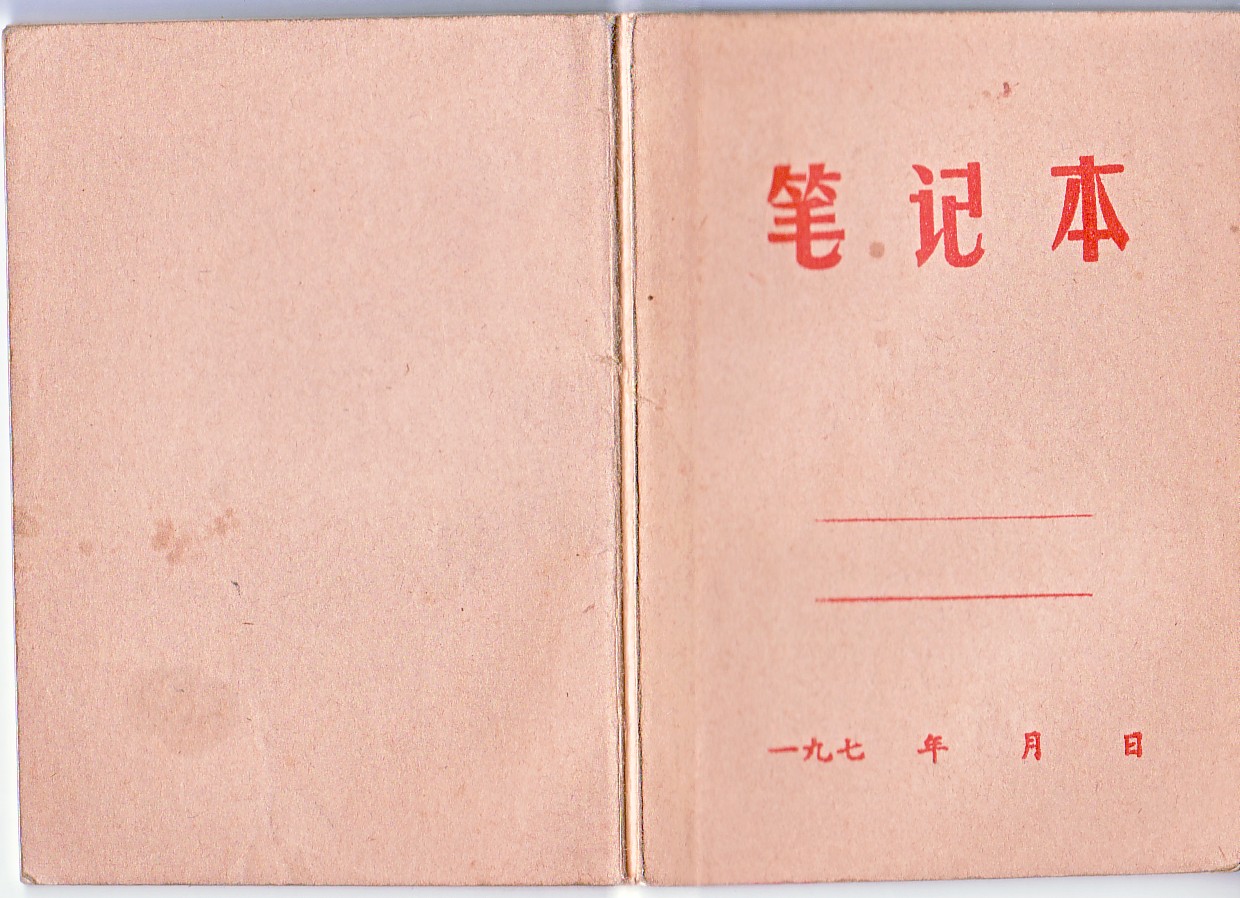 笔记本
一九七 年 月 日